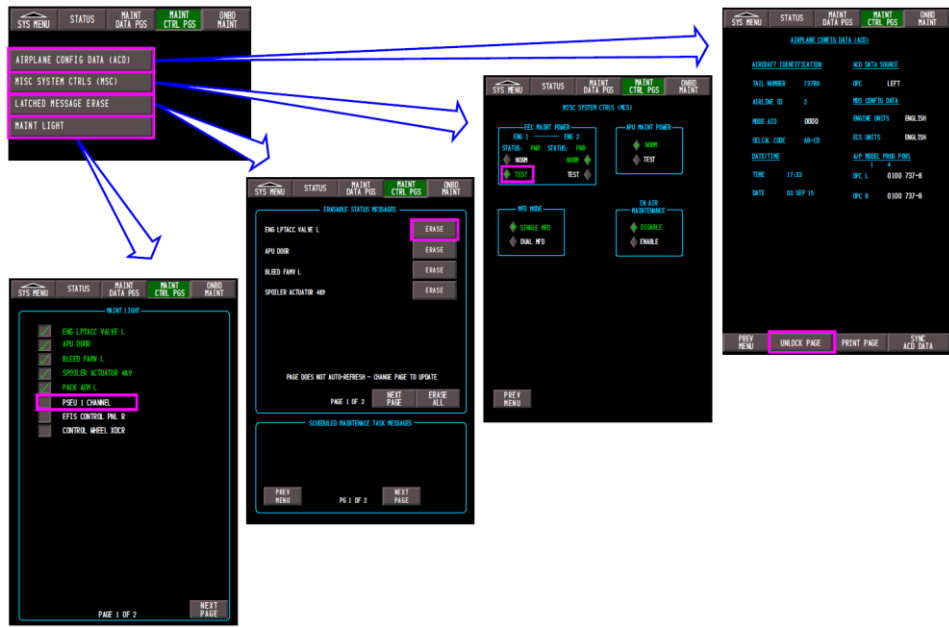 SYS MENU STATUS MAINT DATA PGS MAINT CTRL PGS ONBD MAINT
AIRPLANE CONFIG DATA (ACD)
MISC SYSTEM CTRLS (MSC)
LATCHED MESSAGE ERASE
MAINT LIGHT
SYS MENU STATUS MAINT DATA PGS MAINT CTRL PGS ONBD MAINT
MAINT LIGHT
ENG LPTACC VALVE L
APU DOOR
BLEED FAMV L
SPOILER ACTUATOR 4&9
PACK ACM L
PSEU 1 CHANNEL
EFIS CONTROL PNL R
CONTROL WHEEL XDCR
PAGE 1 OF 2
NEXT PAGE
SYS MENU STATUS MAINT DATA PGS MAINT CTRL PGS ONBD MAINT
ERASABLE STATUS MESSAGES
ENG LPTACC VALVE L ERASE
APU DOOR ERASE
BLEED FAMV L ERASE
SPOILER ACTUATOR 4&9 ERASE
PAGE DOES NOT AUTO-REFRESH - CHANGE PAGE TO UPDATE
PAGE 1 OF 2 NEXT PAGE ERASE ALL
SCHEDULED MAINTENACE TASK MESSAGES
PREV MENU PG 1 OF 2 NEXT PAGE
SYS MENU STATUS MAINT DATA PGS MAINT CTRL PGS ONBD MAINT
MISC SYSTEM CTRLS (MCS)
EEC MAINT POWER
ENG 1 ENG 2
STATUS: PWR STATUS: PWR
NORM NORM
TEST TEST
APU MAINT POWER
NORM
TEST
MFD MODE
SINGLE MFD
DUAL MFD
IN AIR
MAINTENANCE
DISABLE
ENABLE
PREV MENU
SYS MENU STATUS MAINT DATA PGS MAINT CTRL PGS ONBD MAINT
AIRPLANE CONFIG DATA (ACD)
AIRCRAFT IDENTIFICATION
TAIL NUMBER 737B0
AIRLINE ID 2
MODE AID 0000
SELCAL CODE AB-CD
DATE/TIME
TIME 17:33
DATE 03 SEP 15
ACD DATA SOURCE
OPC LEFT
MDS CONFIG DATA
ENGINE UNITS ENGLISH
ECS UNITS ENGLISH
A/P MODEL PROG PINS
1 4
OPC L 0100 737-8
OPC R 0100 737-8
PREV MENU UNLOCK PAGE PRINT PAGE SYNC ACD DATA